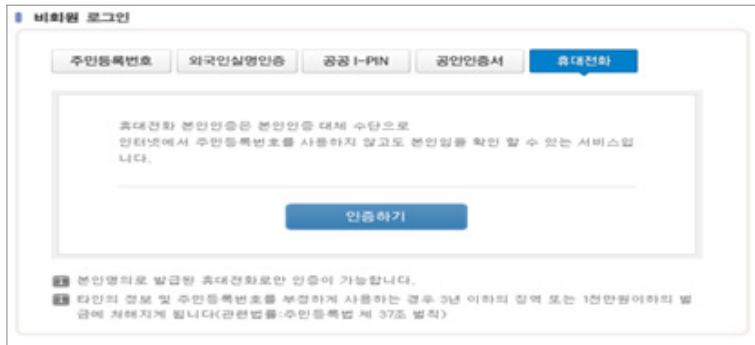 비회원 로그인
주민등록번호 외국인실명인증 공공 I-PIN 공인인증서 휴대전화
휴대전화 본인인증은 본인인증 대체 수단으로
인터넷에서 주민등록번호를 사용하지 않고도 본인임을 확인 할 수 있는 서비스입
니다.
인증하기
본인명의로 발급된 휴대전화로만 인증이 가능합니다.
타인의 정보 및 주민등록번호를 부정하게 사용하는 경우 3년 이하의 징역 또는 1천만원이하의 벌
금에 처해지게 됩니다(관련법률:주민등록법 제 37조 벌칙)